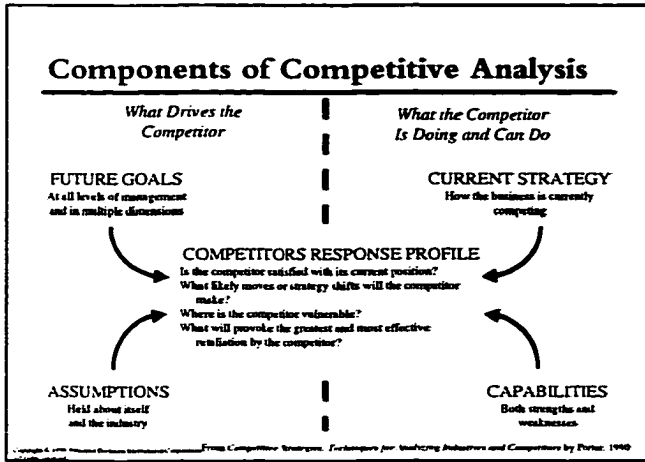 Components of Competitive Analysis
What Drives the
Competitor
What the Competitor
Is Doing and Can Do
FUTURE GOALS
At all levels of management
and in multiple dimensions
CURRENT STRATEGY
How the business is currently
competing
COMPETITORS RESPONSE PROFILE
Is the competitor satisfied with its current position?
What likely moves or strategy shifts will the competitor
make?
Where is the competitor vulnerable?
What will provoke the greatest and most effective
retaliation by the competitor?
ASSUMPTIONS
Held about itself
and the industry
CAPABILITIES
Both strengths and
weaknesses
From Competitive Strategies, Techniques for Analyzing Industries and Competitors by Porter, 1980